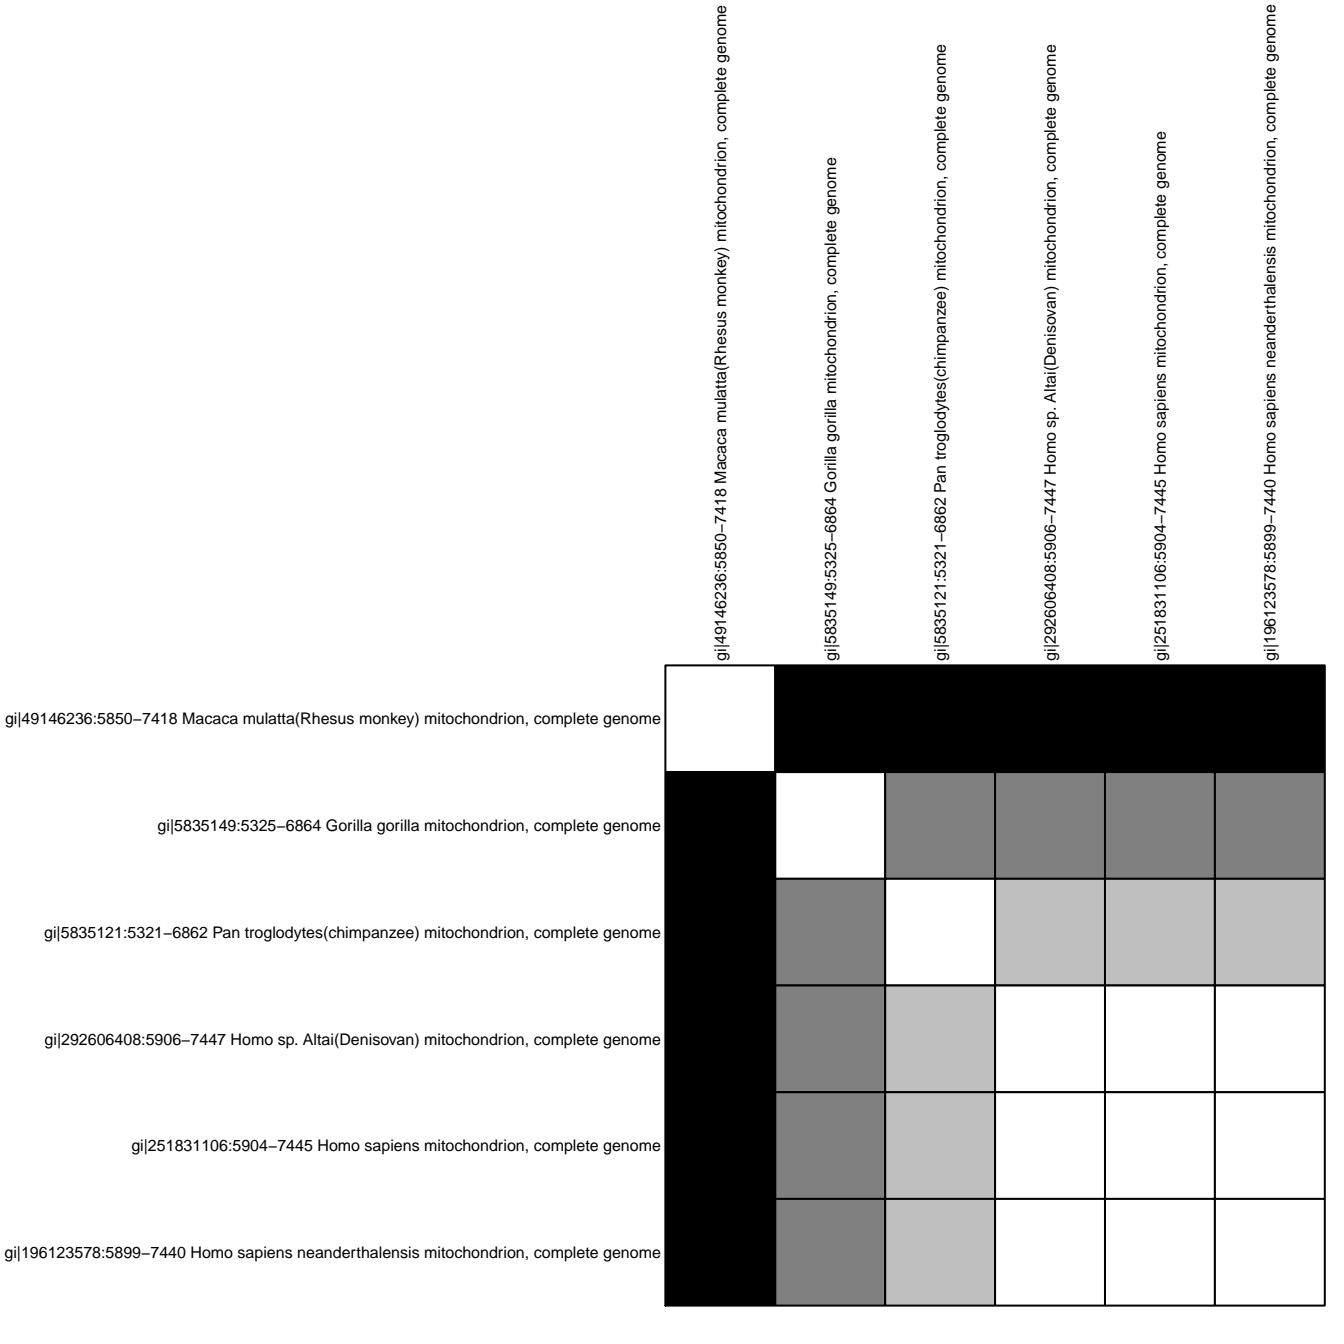 gi|49146236:5850−7418 Macaca mulatta(Rhesus monkey) mitochondrion, complete genome
gi|5835149:5325−6864 Gorilla gorilla mitochondrion, complete genome
gi|5835121:5321−6862 Pan troglodytes(chimpanzee) mitochondrion, complete genome
gi|292606408:5906−7447 Homo sp. Altai(Denisovan) mitochondrion, complete genome
gi|251831106:5904−7445 Homo sapiens mitochondrion, complete genome
gi|196123578:5899−7440 Homo sapiens neanderthalensis mitochondrion, complete genome
gi|49146236:5850−7418 Macaca mulatta(Rhesus monkey) mitochondrion, complete genome
gi|5835149:5325−6864 Gorilla gorilla mitochondrion, complete genome
gi|5835121:5321−6862 Pan troglodytes(chimpanzee) mitochondrion, complete genome
gi|292606408:5906−7447 Homo sp. Altai(Denisovan) mitochondrion, complete genome
gi|251831106:5904−7445 Homo sapiens mitochondrion, complete genome
gi|196123578:5899−7440 Homo sapiens neanderthalensis mitochondrion, complete genome